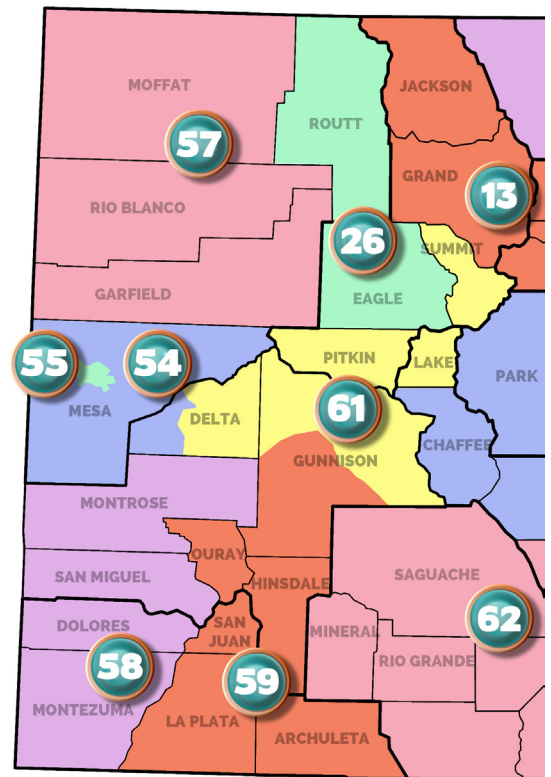 JACKSON
MOFFAT
ROUTT
57
GRAND
13
RIO BLANCO
26
SUMMIT
GARFIELD
EAGLE
55
54
PITKIN
LAKE
PARK
MESA
61
DELTA
CHAFFEE
GUNNISON
MONTROSE
OURAY
SAN MIGUEL
HINSDALE
SAGUACHE
62
DOLORES
SAN
JUAN
MINERAL
58
59
RIO GRANDE
MONTEZUMA
LA PLATA
ARCHULETA